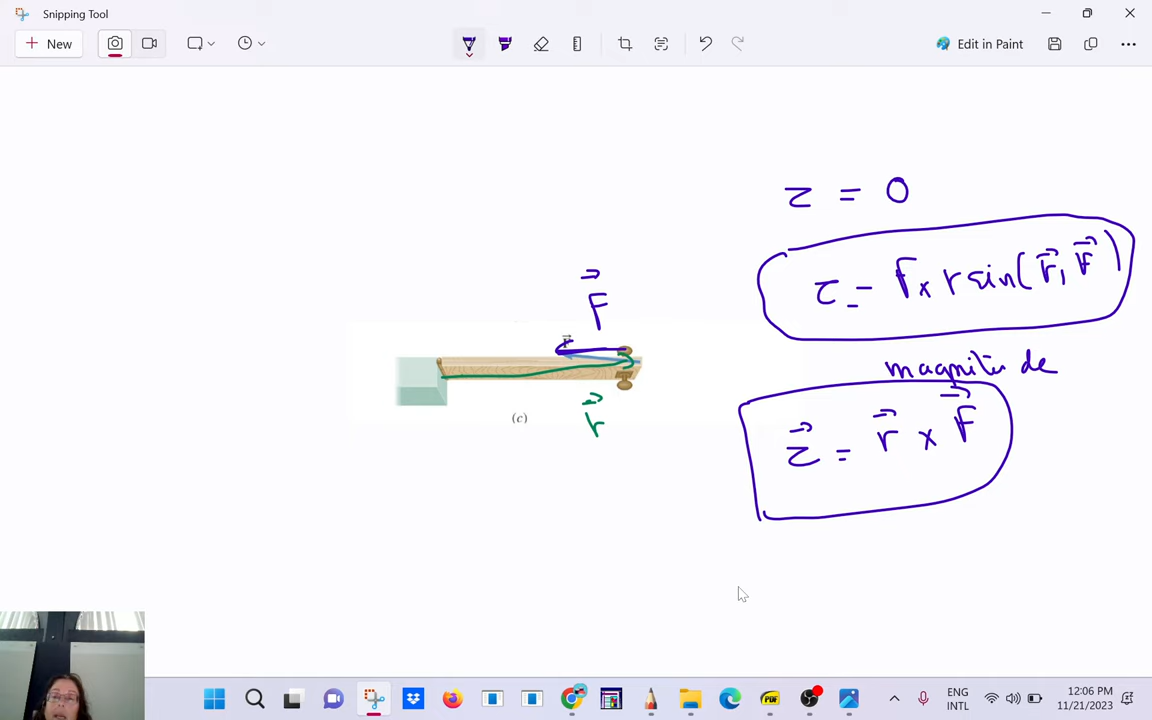 Snipping Tool
New
Edit in Paint
τ = 0
τ = F x r sin(r⃗, F⃗)
F⃗
r⃗
magnitude
(c)
r⃗
τ⃗ = r⃗ x F⃗
ENG
INTL
12:06 PM
11/21/2023